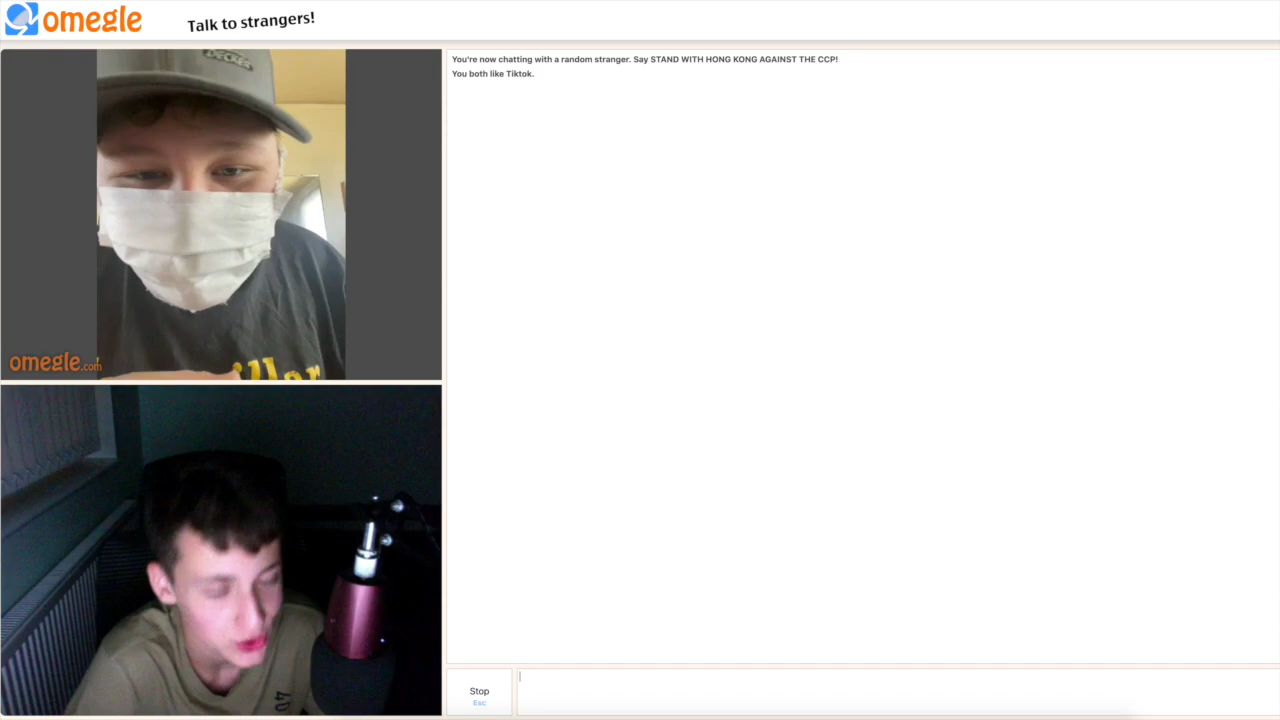 omegle
Talk to strangers!
You're now chatting with a random stranger. Say STAND WITH HONG KONG AGAINST THE CCP!
You both like Tiktok.
omegle.com
Stop
Esc